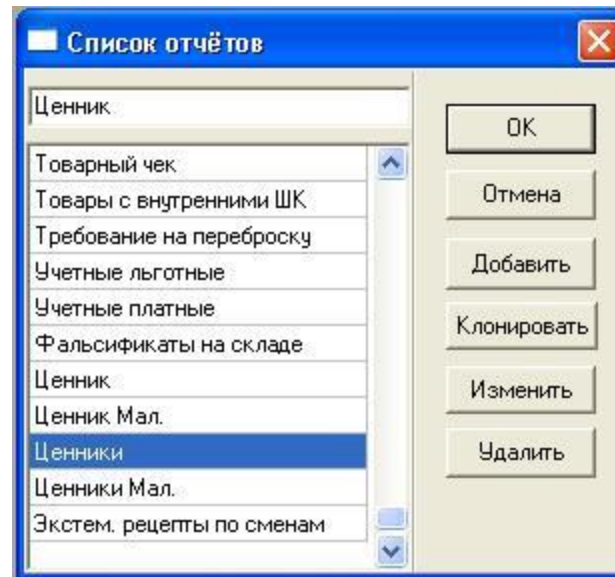 Список отчётов
Ценник
Товарный чек
Товары с внутренними ШК
Требование на переброску
Учетные льготные
Учетные платные
Фальсификаты на складе
Ценник
Ценник Мал.
Ценники
Ценники Мал.
Экстем. рецепты по сменам
OK
Отмена
Добавить
Клонировать
Изменить
Удалить